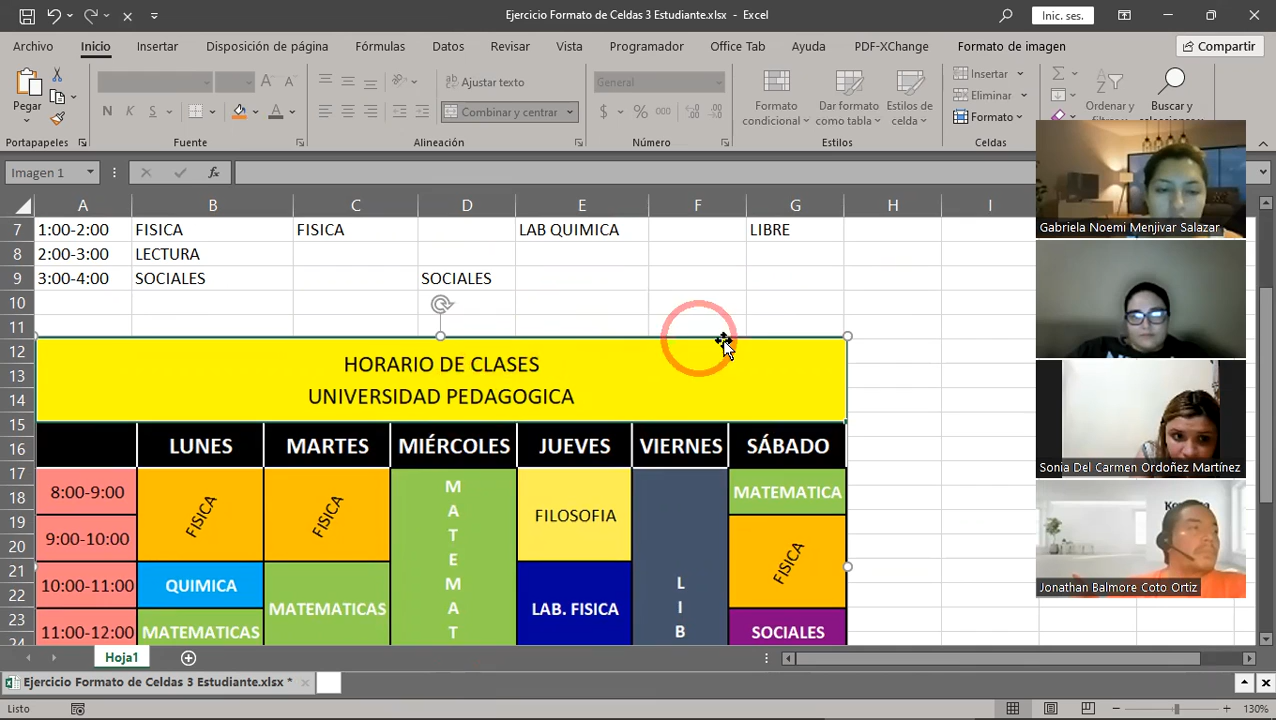 Ejercicio Formato de Celdas 3 Estudiante.xlsx - Excel
Inic. ses.
Archivo Inicio Insertar Disposición de página Fórmulas Datos Revisar Vista Programador Office Tab Ayuda PDF-XChange Formato de imagen Compartir
Pegar
N K S
Ajustar texto
Combinar y centrar
General
$ % 000
Formato condicional
Dar formato como tabla
Estilos de celda
Insertar
Eliminar
Formato
Ordenar y
Buscar y seleccionar
Portapapeles Fuente Alineación Número Estilos Celdas
Imagen 1
fx
A B C D E F G H I
7 1:00-2:00 FISICA FISICA LAB QUIMICA LIBRE
8 2:00-3:00 LECTURA
9 3:00-4:00 SOCIALES SOCIALES
10
11
12
13
14
15
16
17
18
19
20
21
22
23
24
HORARIO DE CLASES
UNIVERSIDAD PEDAGOGICA
LUNES MARTES MIÉRCOLES JUEVES VIERNES SÁBADO
8:00-9:00
9:00-10:00
10:00-11:00
11:00-12:00
FISICA
QUIMICA
MATEMATICAS
FISICA
MATEMATICAS
M
A
T
E
M
A
T
FILOSOFIA
LAB. FISICA
L
I
B
MATEMATICA
FISICA
SOCIALES
Gabriela Noemi Menjivar Salazar
Sonia Del Carmen Ordoñez Martínez
Jonathan Balmore Coto Ortiz
Hoja1
Ejercicio Formato de Celdas 3 Estudiante.xlsx *
Listo
130%